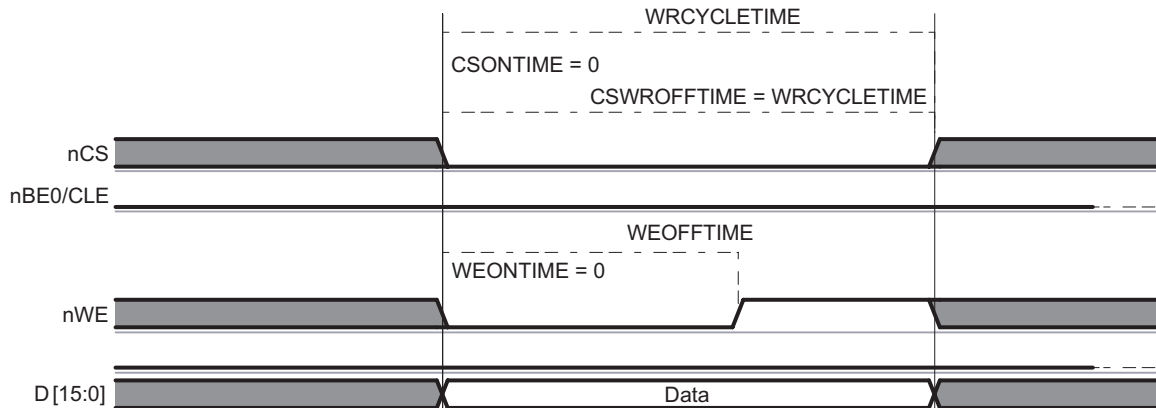 WRCYCLETIME
CSONTIME = 0
CSWROFFTIME = WRCYCLETIME
nCS
nBE0/CLE
WEOFFTIME
WEONTIME = 0
nWE
D[15:0]
Data